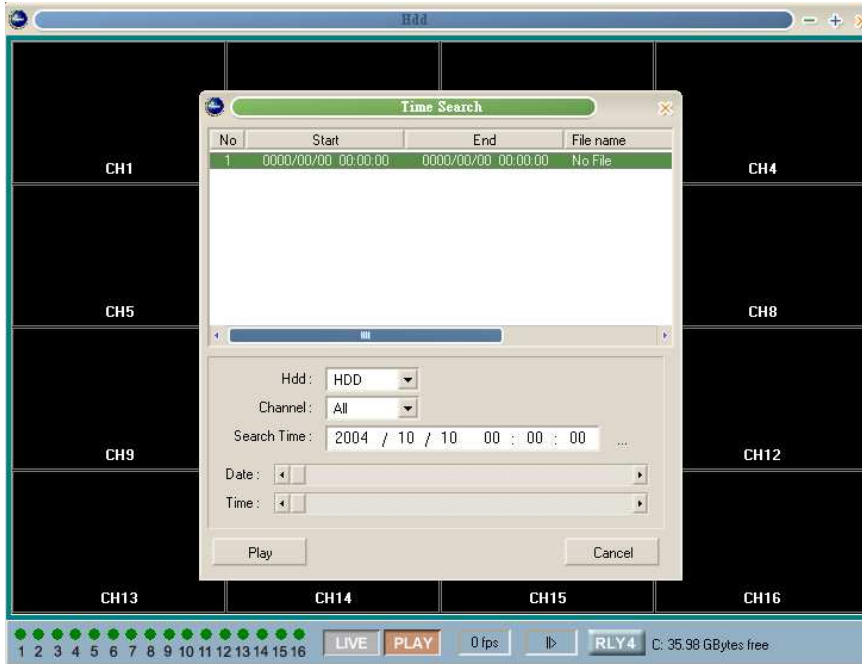 Hdd
Time Search
No Start End File name
1 0000/00/00 00:00:00 0000/00/00 00:00:00 No File
CH1 CH4
CH5 CH8
Hdd : HDD
Channel : All
Search Time : 2004 / 10 / 10 00 : 00 : 00 ...
CH9 CH12
Date :
Time :
Play Cancel
CH13 CH14 CH15 CH16
1 2 3 4 5 6 7 8 9 10 11 12 13 14 15 16 LIVE PLAY 0 fps RLY4 C: 35.98 GBytes free